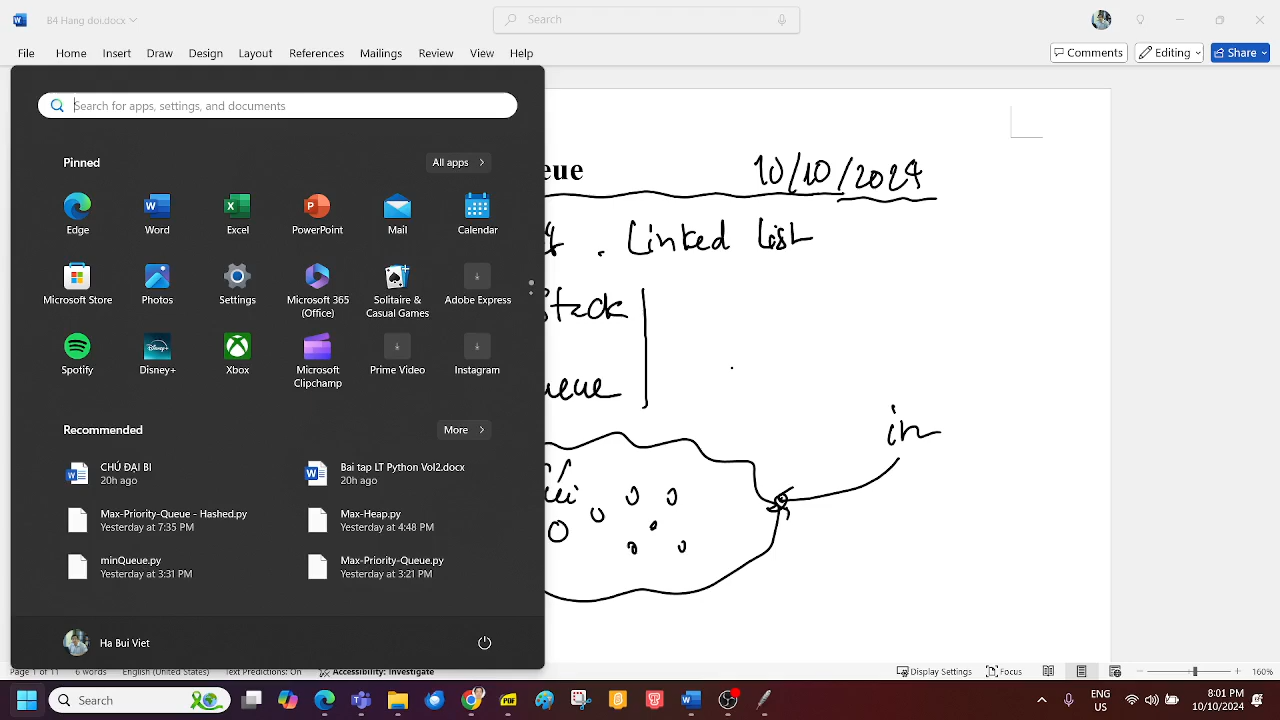 B4 Hang doi.docx
Search
File Home Insert Draw Design Layout References Mailings Review View Help
Comments Editing Share
Search for apps, settings, and documents
Pinned
All apps
Edge Word Excel PowerPoint Mail Calendar
Microsoft Store Photos Settings Microsoft 365 (Office) Solitaire & Casual Games Adobe Express
Spotify Disney+ Xbox Microsoft Clipchamp Prime Video Instagram
Recommended
More
CHÚ ĐẠI BI
20h ago
Bai tap LT Python Vol2.docx
20h ago
Max-Priority-Queue - Hashed.py
Yesterday at 7:35 PM
Max-Heap.py
Yesterday at 4:48 PM
minQueue.py
Yesterday at 3:31 PM
Max-Priority-Queue.py
Yesterday at 3:21 PM
Ha Bui Viet
eue
10/10/2024
. Linked List
Stack
ueue
in
Page 1 of 11 6 words English (United States) Text Predictions: On Accessibility: Investigate
Display Settings Focus 160%
Search
PDF
ENG
US
8:01 PM
10/10/2024